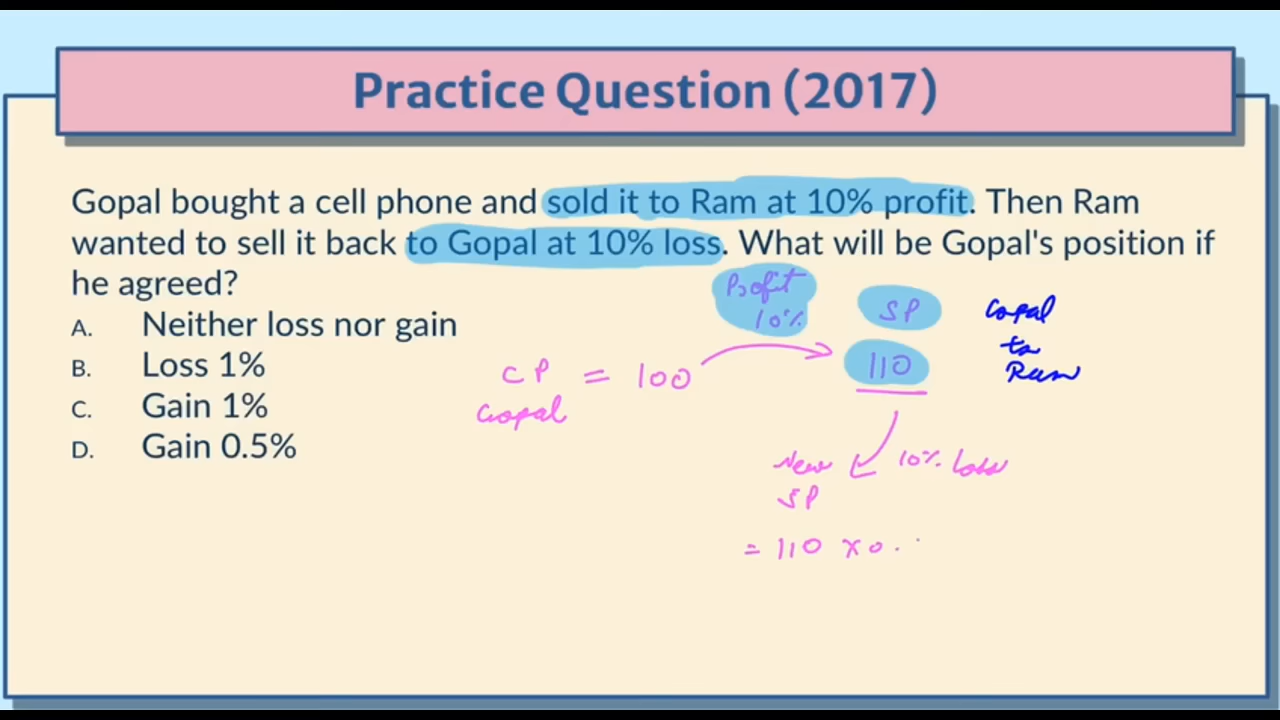 Practice Question (2017)
Gopal bought a cell phone and sold it to Ram at 10% profit. Then Ram
wanted to sell it back to Gopal at 10% loss. What will be Gopal's position if
he agreed?
A. Neither loss nor gain
B. Loss 1%
C. Gain 1%
D. Gain 0.5%
Profit
10%
SP
110
Gopal
to
Ram
CP = 100
Gopal
10% loss
New
SP
= 110 x 0.